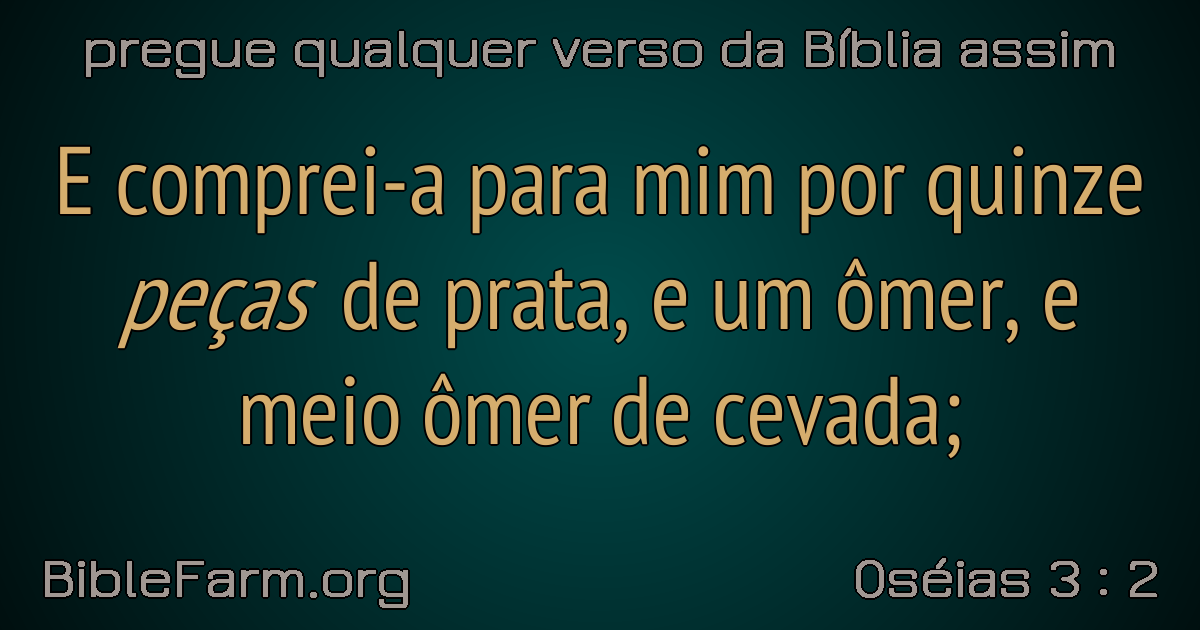 pregue qualquer verso da Bíblia assim
E comprei-a para mim por quinze
peças de prata, e um ômer, e
meio ômer de cevada;
BibleFarm.org
Oséias 3 : 2